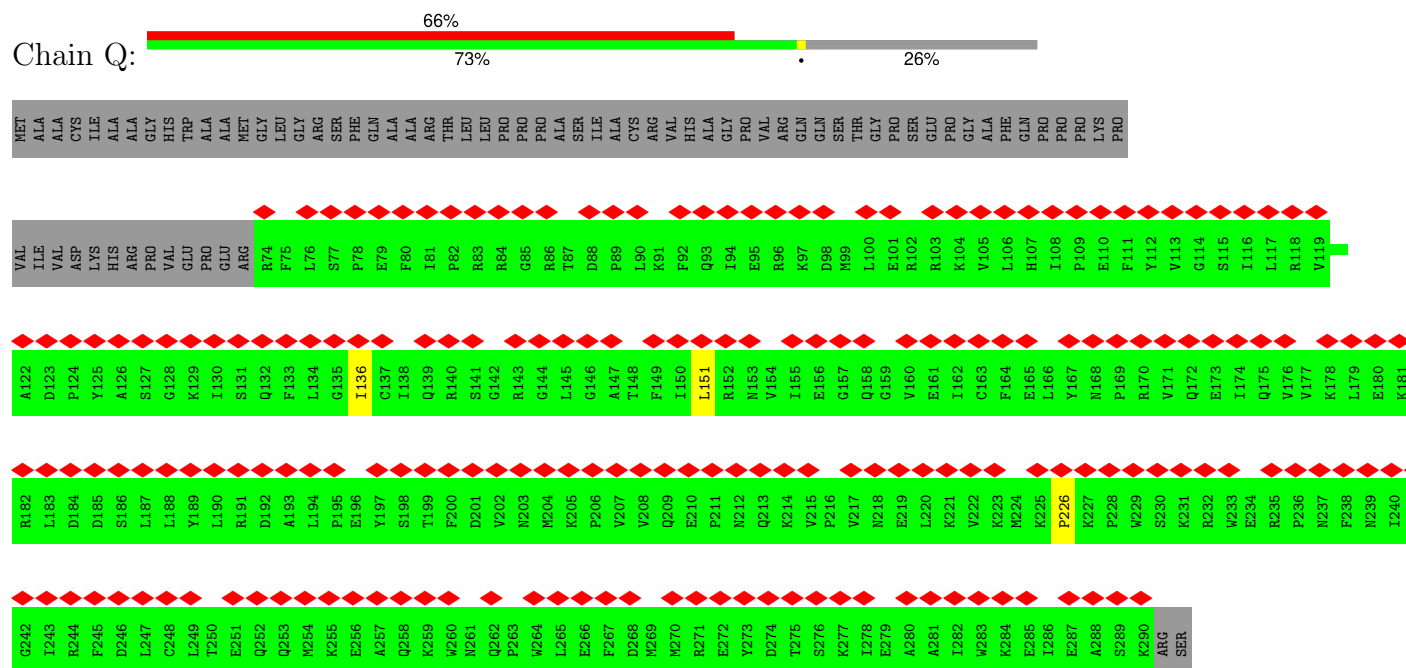 66%
Chain Q:
73% • 26%
MET ALA ALA CYS ILE ALA ALA GLY HIS TRP ALA ALA MET GLY LEU GLY ARG SER PHE GLN ALA ALA ARG THR LEU LEU PRO PRO PRO ALA SER ILE ALA CYS ARG VAL HIS ALA GLY PRO VAL ARG GLN GLN SER THR GLY PRO SER GLU PRO GLY ALA PHE GLN PRO PRO PRO LYS PRO
VAL ILE VAL ASP LYS HIS ARG PRO VAL GLU PRO GLU ARG R74 F75 L76 S77 P78 E79 F80 I81 P82 R83 R84 G85 R86 T87 D88 P89 L90 K91 F92 Q93 I94 E95 R96 K97 D98 M99 L100 E101 R102 R103 K104 V105 L106 H107 I108 P109 E110 F111 Y112 V113 G114 S115 I116 L117 R118 V119
A122 D123 P124 Y125 A126 S127 G128 K129 I130 S131 Q132 F133 L134 G135 I136 C137 I138 Q139 R140 S141 G142 R143 G144 L145 G146 A147 T148 F149 I150 L151 R152 N153 V154 I155 E156 G157 Q158 G159 V160 E161 I162 C163 F164 E165 L166 Y167 N168 P169 R170 V171 Q172 E173 I174 Q175 V176 V177 K178 L179 E180 K181
R182 L183 D184 D185 S186 L187 L188 Y189 L190 R191 D192 A193 L194 P195 E196 Y197 S198 T199 F200 D201 V202 N203 M204 K205 P206 V207 V208 Q209 E210 P211 N212 Q213 K214 V215 P216 V217 N218 E219 L220 K221 V222 K223 M224 K225 P226 K227 P228 W229 S230 K231 R232 W233 E234 R235 P236 N237 F238 N239 I240
G242 I243 R244 F245 D246 L247 C248 L249 T250 E251 Q252 Q253 M254 K255 E256 A257 Q258 K259 W260 N261 Q262 P263 W264 L265 E266 F267 D268 M269 M270 R271 E272 Y273 D274 T275 S276 K277 I278 E279 A280 A281 I282 W283 K284 E285 I286 E287 A288 S289 K290 ARG SER